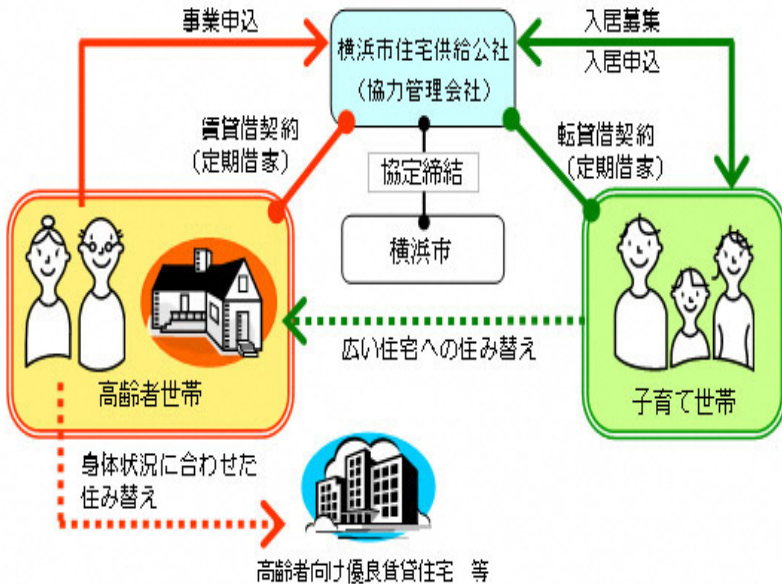 事業申込
横浜市住宅供給公社
（協力管理会社）
入居募集
入居申込
賃貸借契約
(定期借家)
転貸借契約
(定期借家)
協定締結
横浜市
広い住宅への住み替え
高齢者世帯
子育て世帯
身体状況に合わせた
住み替え
高齢者向け優良賃貸住宅　等